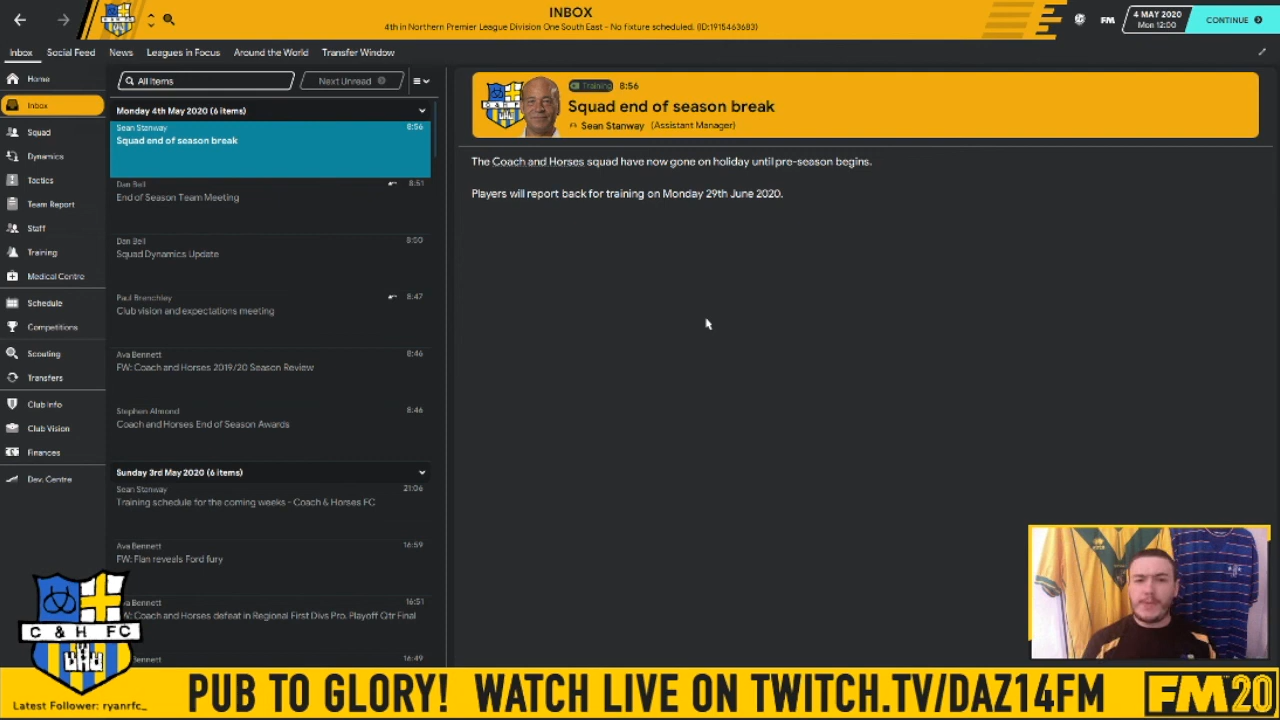 INBOX
4th in Northern Premier League Division One South East - No fixture scheduled. (ID:1915463683)
FM
4 MAY 2020
Mon 12:00
CONTINUE
Inbox
Social Feed
News
Leagues in Focus
Around the World
Transfer Window
Home
Inbox
Squad
Dynamics
Tactics
Team Report
Staff
Training
Medical Centre
Schedule
Competitions
Scouting
Transfers
Club Info
Club Vision
Finances
Dev. Centre
All Items
Next Unread
Monday 4th May 2020 (6 items)
Sean Stanway 8:56
Squad end of season break
Dan Bell 8:51
End of Season Team Meeting
Dan Bell 8:50
Squad Dynamics Update
Paul Brenchley 8:47
Club vision and expectations meeting
Ava Bennett 8:46
FW: Coach and Horses 2019/20 Season Review
Stephen Almond 8:46
Coach and Horses End of Season Awards
Sunday 3rd May 2020 (6 items)
Sean Stanway 21:06
Training schedule for the coming weeks - Coach & Horses FC
Ava Bennett 16:59
FW: Flan reveals Ford fury
va Bennett 16:51
W: Coach and Horses defeat in Regional First Divs Pro. Playoff Qtr Final
Bennett 16:49
Training 8:56
Squad end of season break
Sean Stanway (Assistant Manager)
The Coach and Horses squad have now gone on holiday until pre-season begins.
Players will report back for training on Monday 29th June 2020.
C & H FC
Latest Follower: ryanrfc_
PUB TO GLORY! WATCH LIVE ON TWITCH.TV/DAZ14FM
FM20